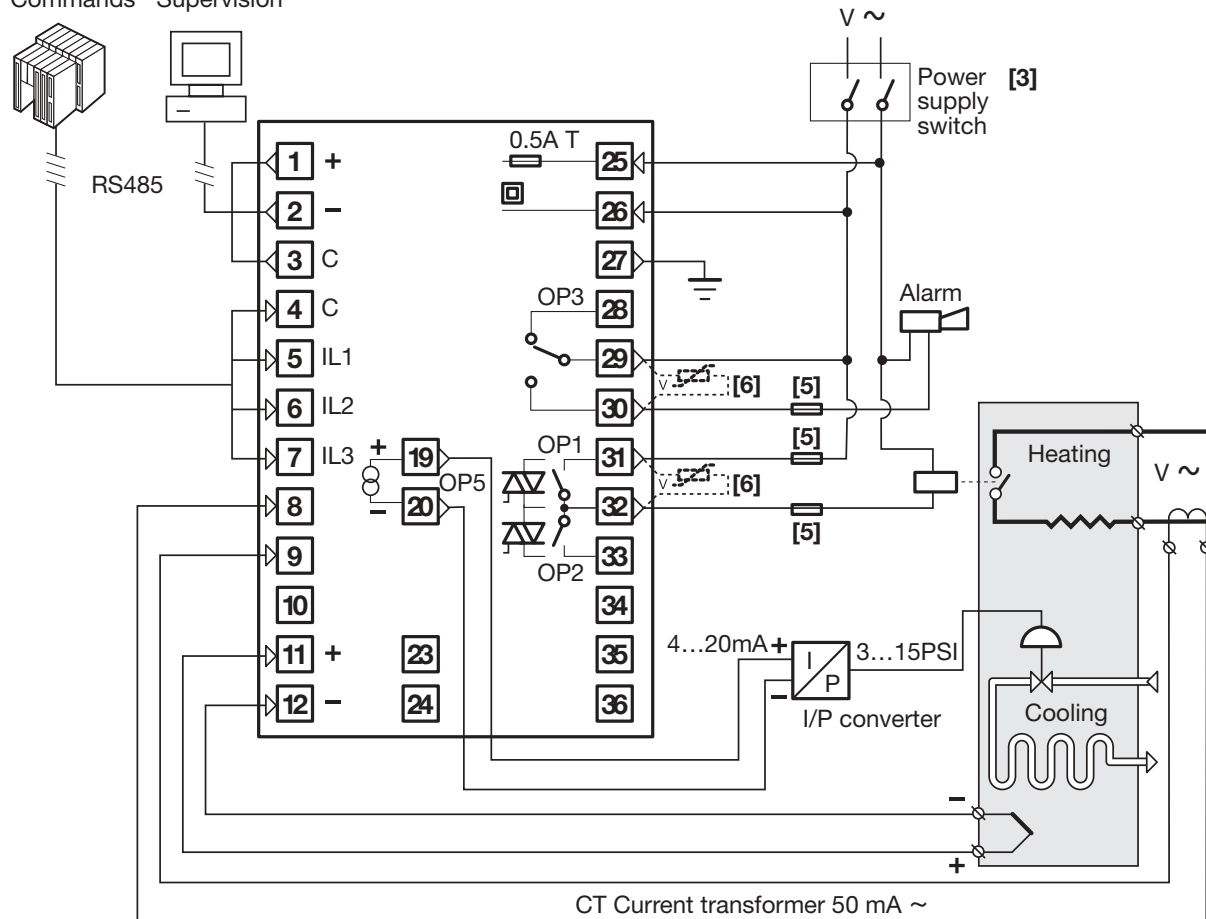 Commands Supervision
V ~
Power supply switch [3]
RS485
0.5A T
1 +
2 −
3 C
4 C
5 IL1
6 IL2
7 IL3
8
9
10
11 +
12 −
+ 19
− 20
OP5
23
24
25
26
27
OP3
28
29
30
OP1
31
32
OP2
33
34
35
36
Alarm
V
[6]
[5]
[5]
V
[6]
[5]
Heating
V ~
4...20mA +
−
I
P
3...15PSI
I/P converter
Cooling
−
+
CT Current transformer 50 mA ~